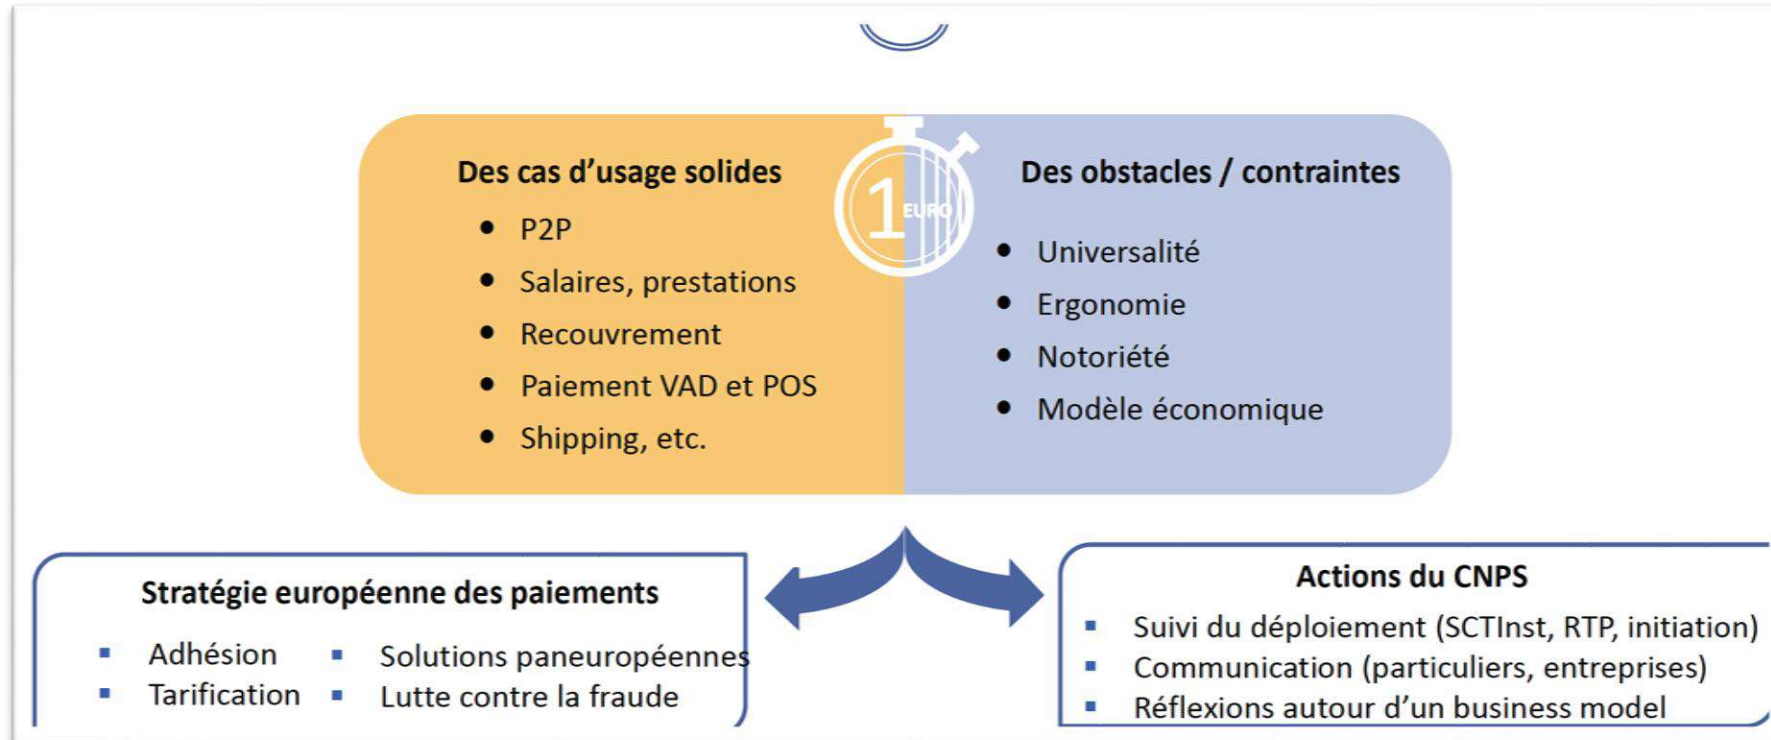 Des cas d'usage solides
• P2P
• Salaires, prestations
• Recouvrement
• Paiement VAD et POS
• Shipping, etc.
1 EURO
Des obstacles / contraintes
• Universalité
• Ergonomie
• Notoriété
• Modèle économique
Stratégie européenne des paiements
▪ Adhésion ▪ Solutions paneuropéennes
▪ Tarification ▪ Lutte contre la fraude
Actions du CNPS
▪ Suivi du déploiement (SCTInst, RTP, initiation)
▪ Communication (particuliers, entreprises)
▪ Réflexions autour d'un business model